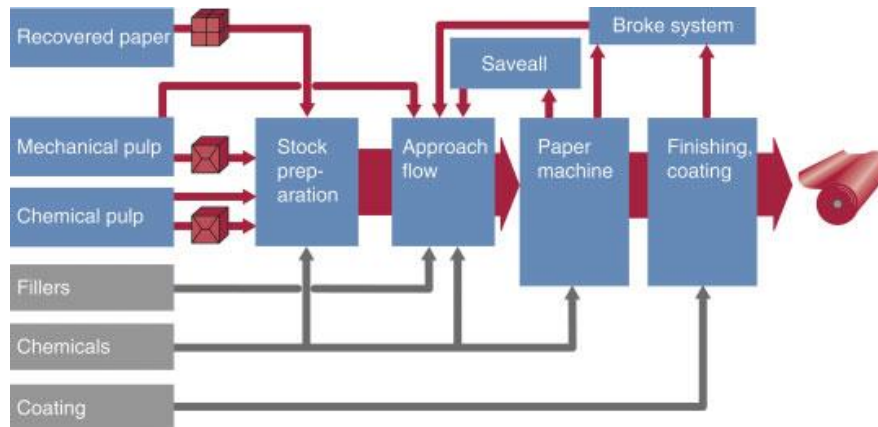 Recovered paper
Broke system
Saveall
Mechanical pulp
Stock
prep-
aration
Approach
flow
Paper
machine
Finishing,
coating
Chemical pulp
Fillers
Chemicals
Coating